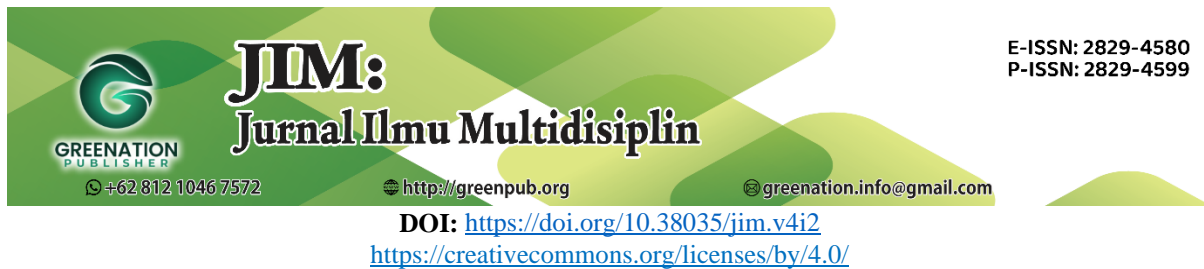 JIM:
Jurnal Ilmu Multidisiplin
E-ISSN: 2829-4580
P-ISSN: 2829-4599
GREENATION
PUBLISHER
+62 812 1046 7572 http://greenpub.org greenation.info@gmail.com
DOI: https://doi.org/10.38035/jim.v4i2
https://creativecommons.org/licenses/by/4.0/